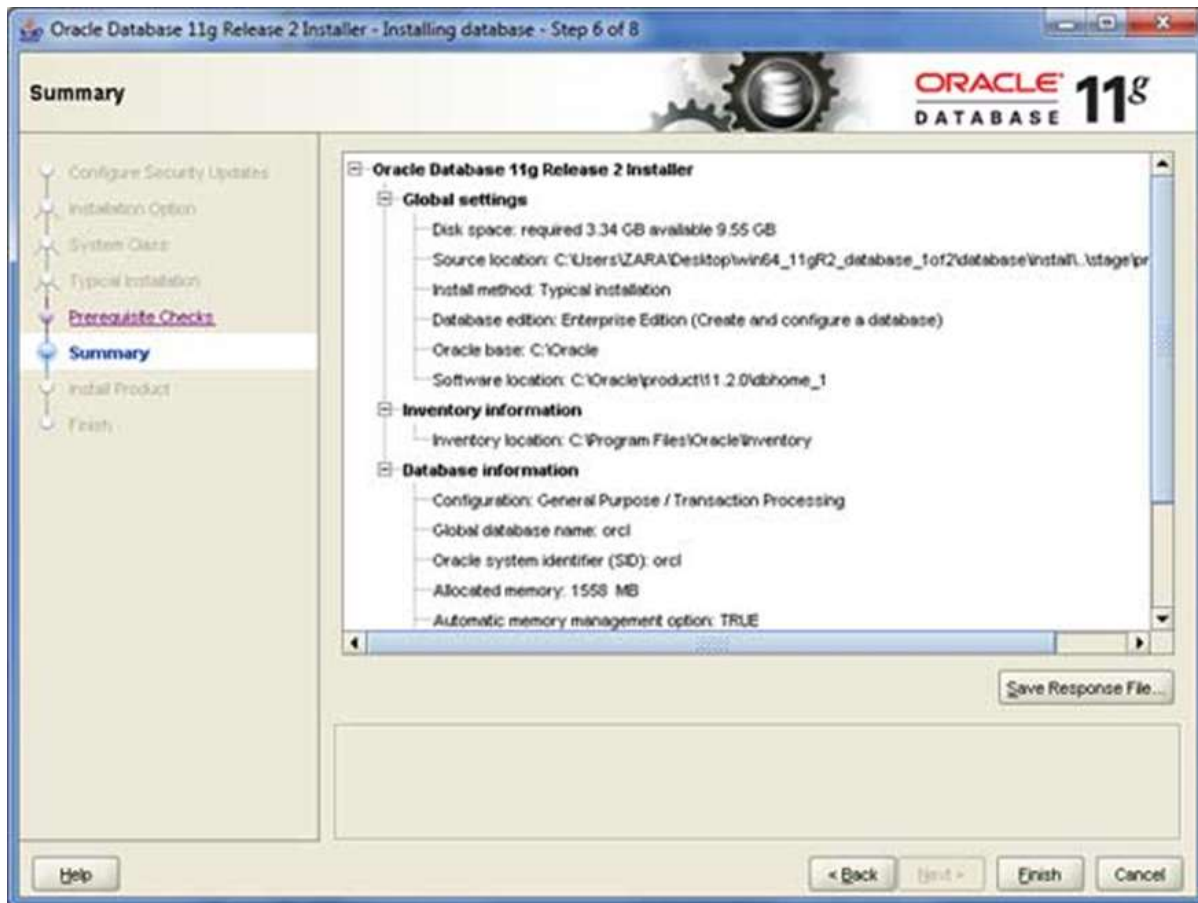 Oracle Database 11g Release 2 Installer - Installing database - Step 6 of 8
Summary
ORACLE
DATABASE
11g
Configure Security Updates
Installation Option
System Class
Typical Installation
Prerequisite Checks
Summary
Install Product
Finish
Oracle Database 11g Release 2 Installer
Global settings
Disk space: required 3.34 GB available 9.55 GB
Source location: C:\Users\ZARA\Desktop\win64_11gR2_database_1of2\database\install\..\stage\pr
Install method: Typical installation
Database edition: Enterprise Edition (Create and configure a database)
Oracle base: C:\Oracle
Software location: C:\Oracle\product\11.2.0\dbhome_1
Inventory information
Inventory location: C:\Program Files\Oracle\Inventory
Database information
Configuration: General Purpose / Transaction Processing
Global database name: orcl
Oracle system identifier (SID): orcl
Allocated memory: 1558 MB
Automatic memory management option: TRUE
Save Response File...
Help
< Back
Next >
Finish
Cancel